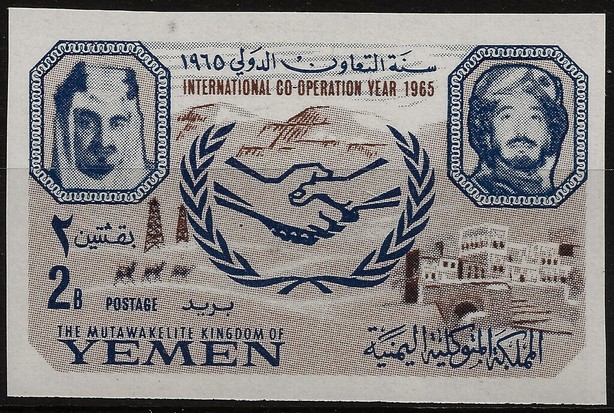 سنة التعاون الدولي ١٩٦٥
INTERNATIONAL CO-OPERATION YEAR 1965
٢ بقشتين
2B POSTAGE بريد
THE MUTAWAKELITE KINGDOM OF
YEMEN
المملكة المتوكلية اليمنية